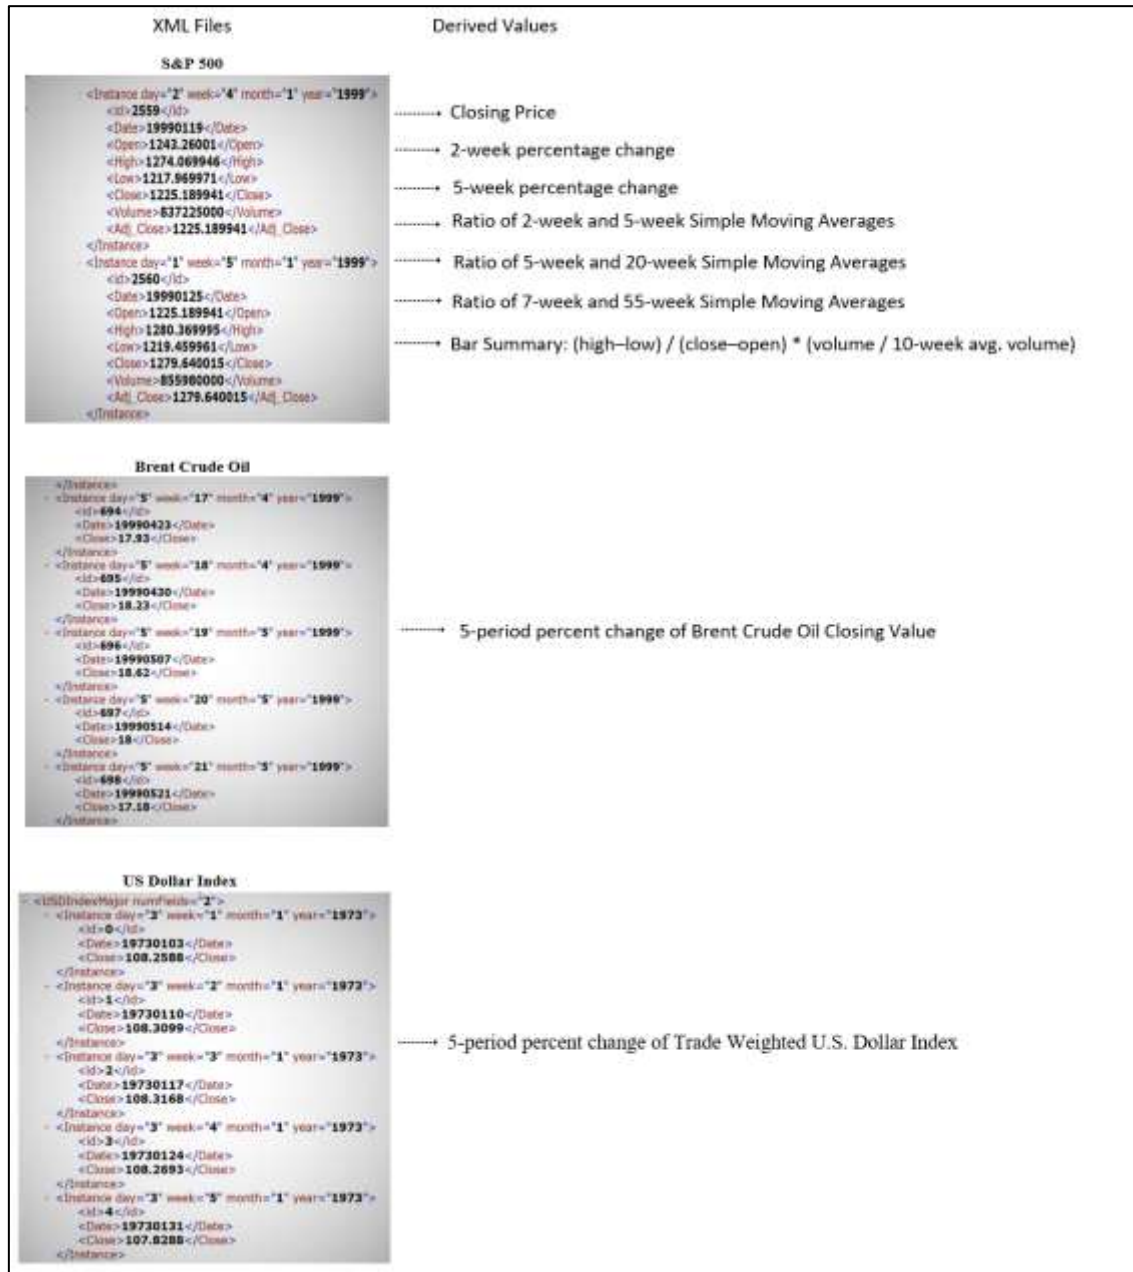 XML Files
Derived Values
S&P 500
- <Instance day="2" week="4" month="1" year="1999">
<id>2559</id>
<Date>19990119</Date>
<Open>1243.26001</Open>
<High>1274.069946</High>
<Low>1217.969971</Low>
<Close>1225.189941</Close>
<Volume>837225000</Volume>
<Adj_Close>1225.189941</Adj_Close>
</Instance>
- <Instance day="1" week="5" month="1" year="1999">
<id>2560</id>
<Date>19990125</Date>
<Open>1225.189941</Open>
<High>1280.369995</High>
<Low>1219.459961</Low>
<Close>1279.640015</Close>
<Volume>855980000</Volume>
<Adj_Close>1279.640015</Adj_Close>
</Instance>
Closing Price
2-week percentage change
5-week percentage change
Ratio of 2-week and 5-week Simple Moving Averages
Ratio of 5-week and 20-week Simple Moving Averages
Ratio of 7-week and 55-week Simple Moving Averages
Bar Summary: (high–low) / (close–open) * (volume / 10-week avg. volume)
Brent Crude Oil
</Instance>
- <Instance day="5" week="17" month="4" year="1999">
<id>694</id>
<Date>19990423</Date>
<Close>17.93</Close>
</Instance>
- <Instance day="5" week="18" month="4" year="1999">
<id>695</id>
<Date>19990430</Date>
<Close>18.23</Close>
</Instance>
- <Instance day="5" week="19" month="5" year="1999">
<id>696</id>
<Date>19990507</Date>
<Close>18.62</Close>
</Instance>
- <Instance day="5" week="20" month="5" year="1999">
<id>697</id>
<Date>19990514</Date>
<Close>18</Close>
</Instance>
- <Instance day="5" week="21" month="5" year="1999">
<id>698</id>
<Date>19990521</Date>
<Close>17.18</Close>
</Instance>
5-period percent change of Brent Crude Oil Closing Value
US Dollar Index
- <USDIndexMajor numfields="2">
- <Instance day="3" week="1" month="1" year="1973">
<id>0</id>
<Date>19730103</Date>
<Close>108.2588</Close>
</Instance>
- <Instance day="3" week="2" month="1" year="1973">
<id>1</id>
<Date>19730110</Date>
<Close>108.3099</Close>
</Instance>
- <Instance day="3" week="3" month="1" year="1973">
<id>2</id>
<Date>19730117</Date>
<Close>108.3168</Close>
</Instance>
- <Instance day="3" week="4" month="1" year="1973">
<id>3</id>
<Date>19730124</Date>
<Close>108.2693</Close>
</Instance>
- <Instance day="3" week="5" month="1" year="1973">
<id>4</id>
<Date>19730131</Date>
<Close>107.8288</Close>
</Instance>
5-period percent change of Trade Weighted U.S. Dollar Index